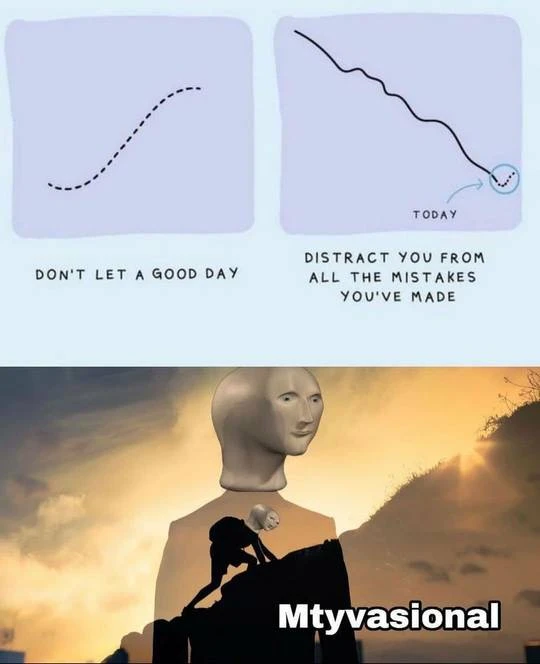 TODAY
DON'T LET A GOOD DAY
DISTRACT YOU FROM
ALL THE MISTAKES
YOU'VE MADE
Mtyvasional